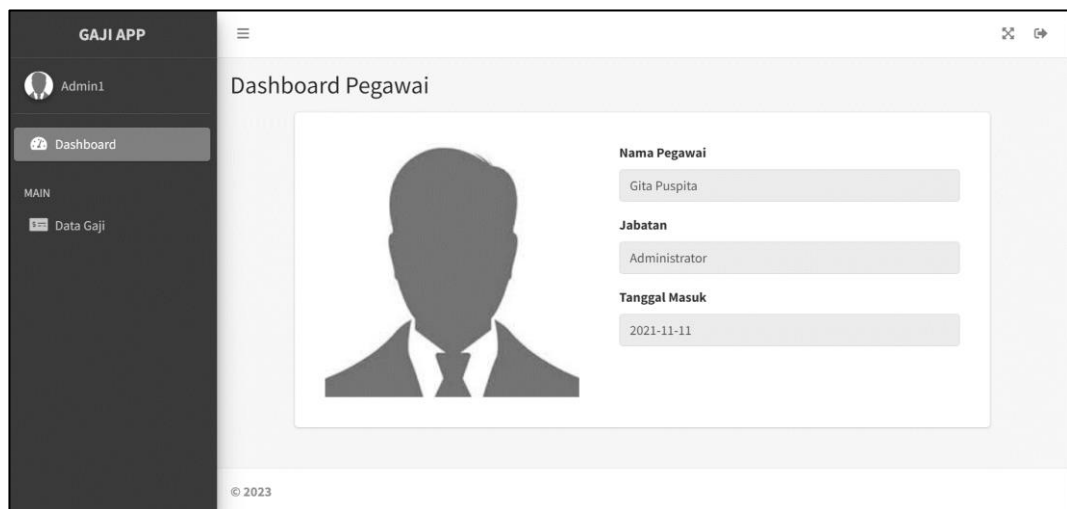 GAJI APP
Admin1
Dashboard
MAIN
Data Gaji
Dashboard Pegawai
Nama Pegawai
Gita Puspita
Jabatan
Administrator
Tanggal Masuk
2021-11-11
© 2023